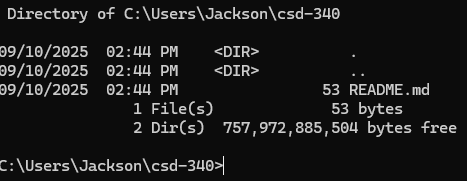 Directory of C:\Users\Jackson\csd-340
09/10/2025  02:44 PM    <DIR>          .
09/10/2025  02:44 PM    <DIR>          ..
09/10/2025  02:44 PM                53 README.md
               1 File(s)             53 bytes
               2 Dir(s)  757,972,885,504 bytes free
C:\Users\Jackson\csd-340>